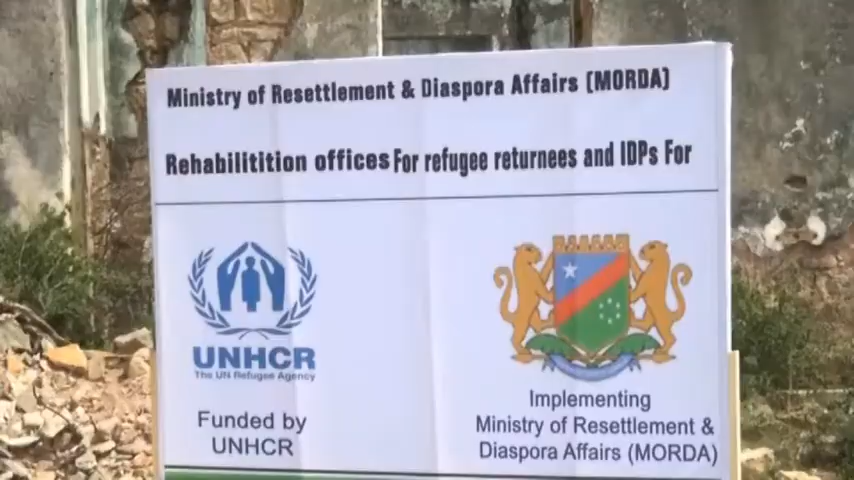 Ministry of Resettlement & Diaspora Affairs (MORDA)
Rehabilitition offices For refugee returnees and IDPs For
UNHCR
The UN Refugee Agency
Funded by
UNHCR
Implementing
Ministry of Resettlement &
Diaspora Affairs (MORDA)